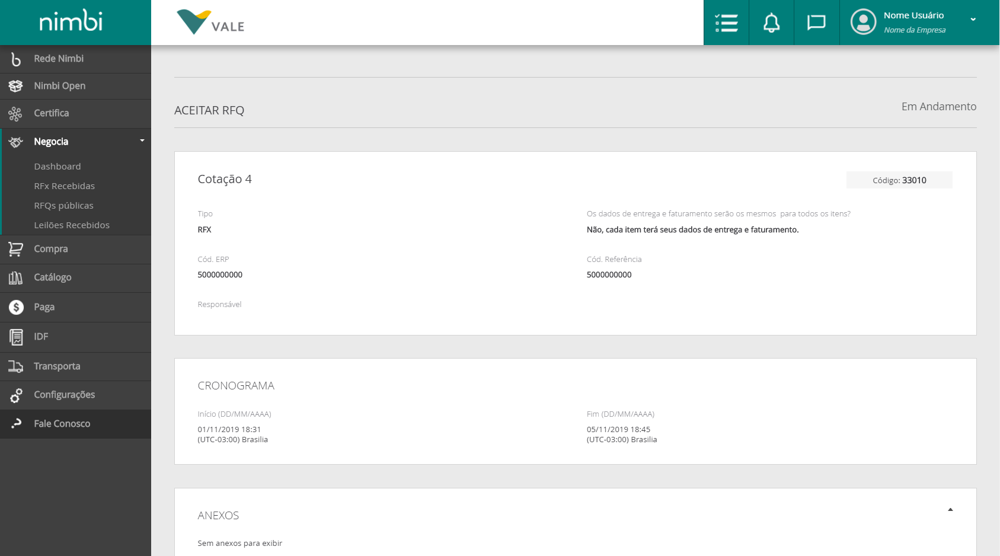 nimbi
VALE
Nome Usuário
Nome da Empresa
Rede Nimbi
Nimbi Open
Certifica
Negocia
Dashboard
RFx Recebidas
RFQs públicas
Leilões Recebidos
Compra
Catálogo
Paga
IDF
Transporta
Configurações
Fale Conosco
ACEITAR RFQ
Em Andamento
Cotação 4
Código: 33010
Tipo
RFX
Os dados de entrega e faturamento serão os mesmos  para todos os itens?
Não, cada item terá seus dados de entrega e faturamento.
Cód. ERP
5000000000
Cód. Referência
5000000000
Responsável
CRONOGRAMA
Início (DD/MM/AAAA)
01/11/2019 18:31
(UTC-03:00) Brasilia
Fim (DD/MM/AAAA)
05/11/2019 18:45
(UTC-03:00) Brasilia
ANEXOS
Sem anexos para exibir